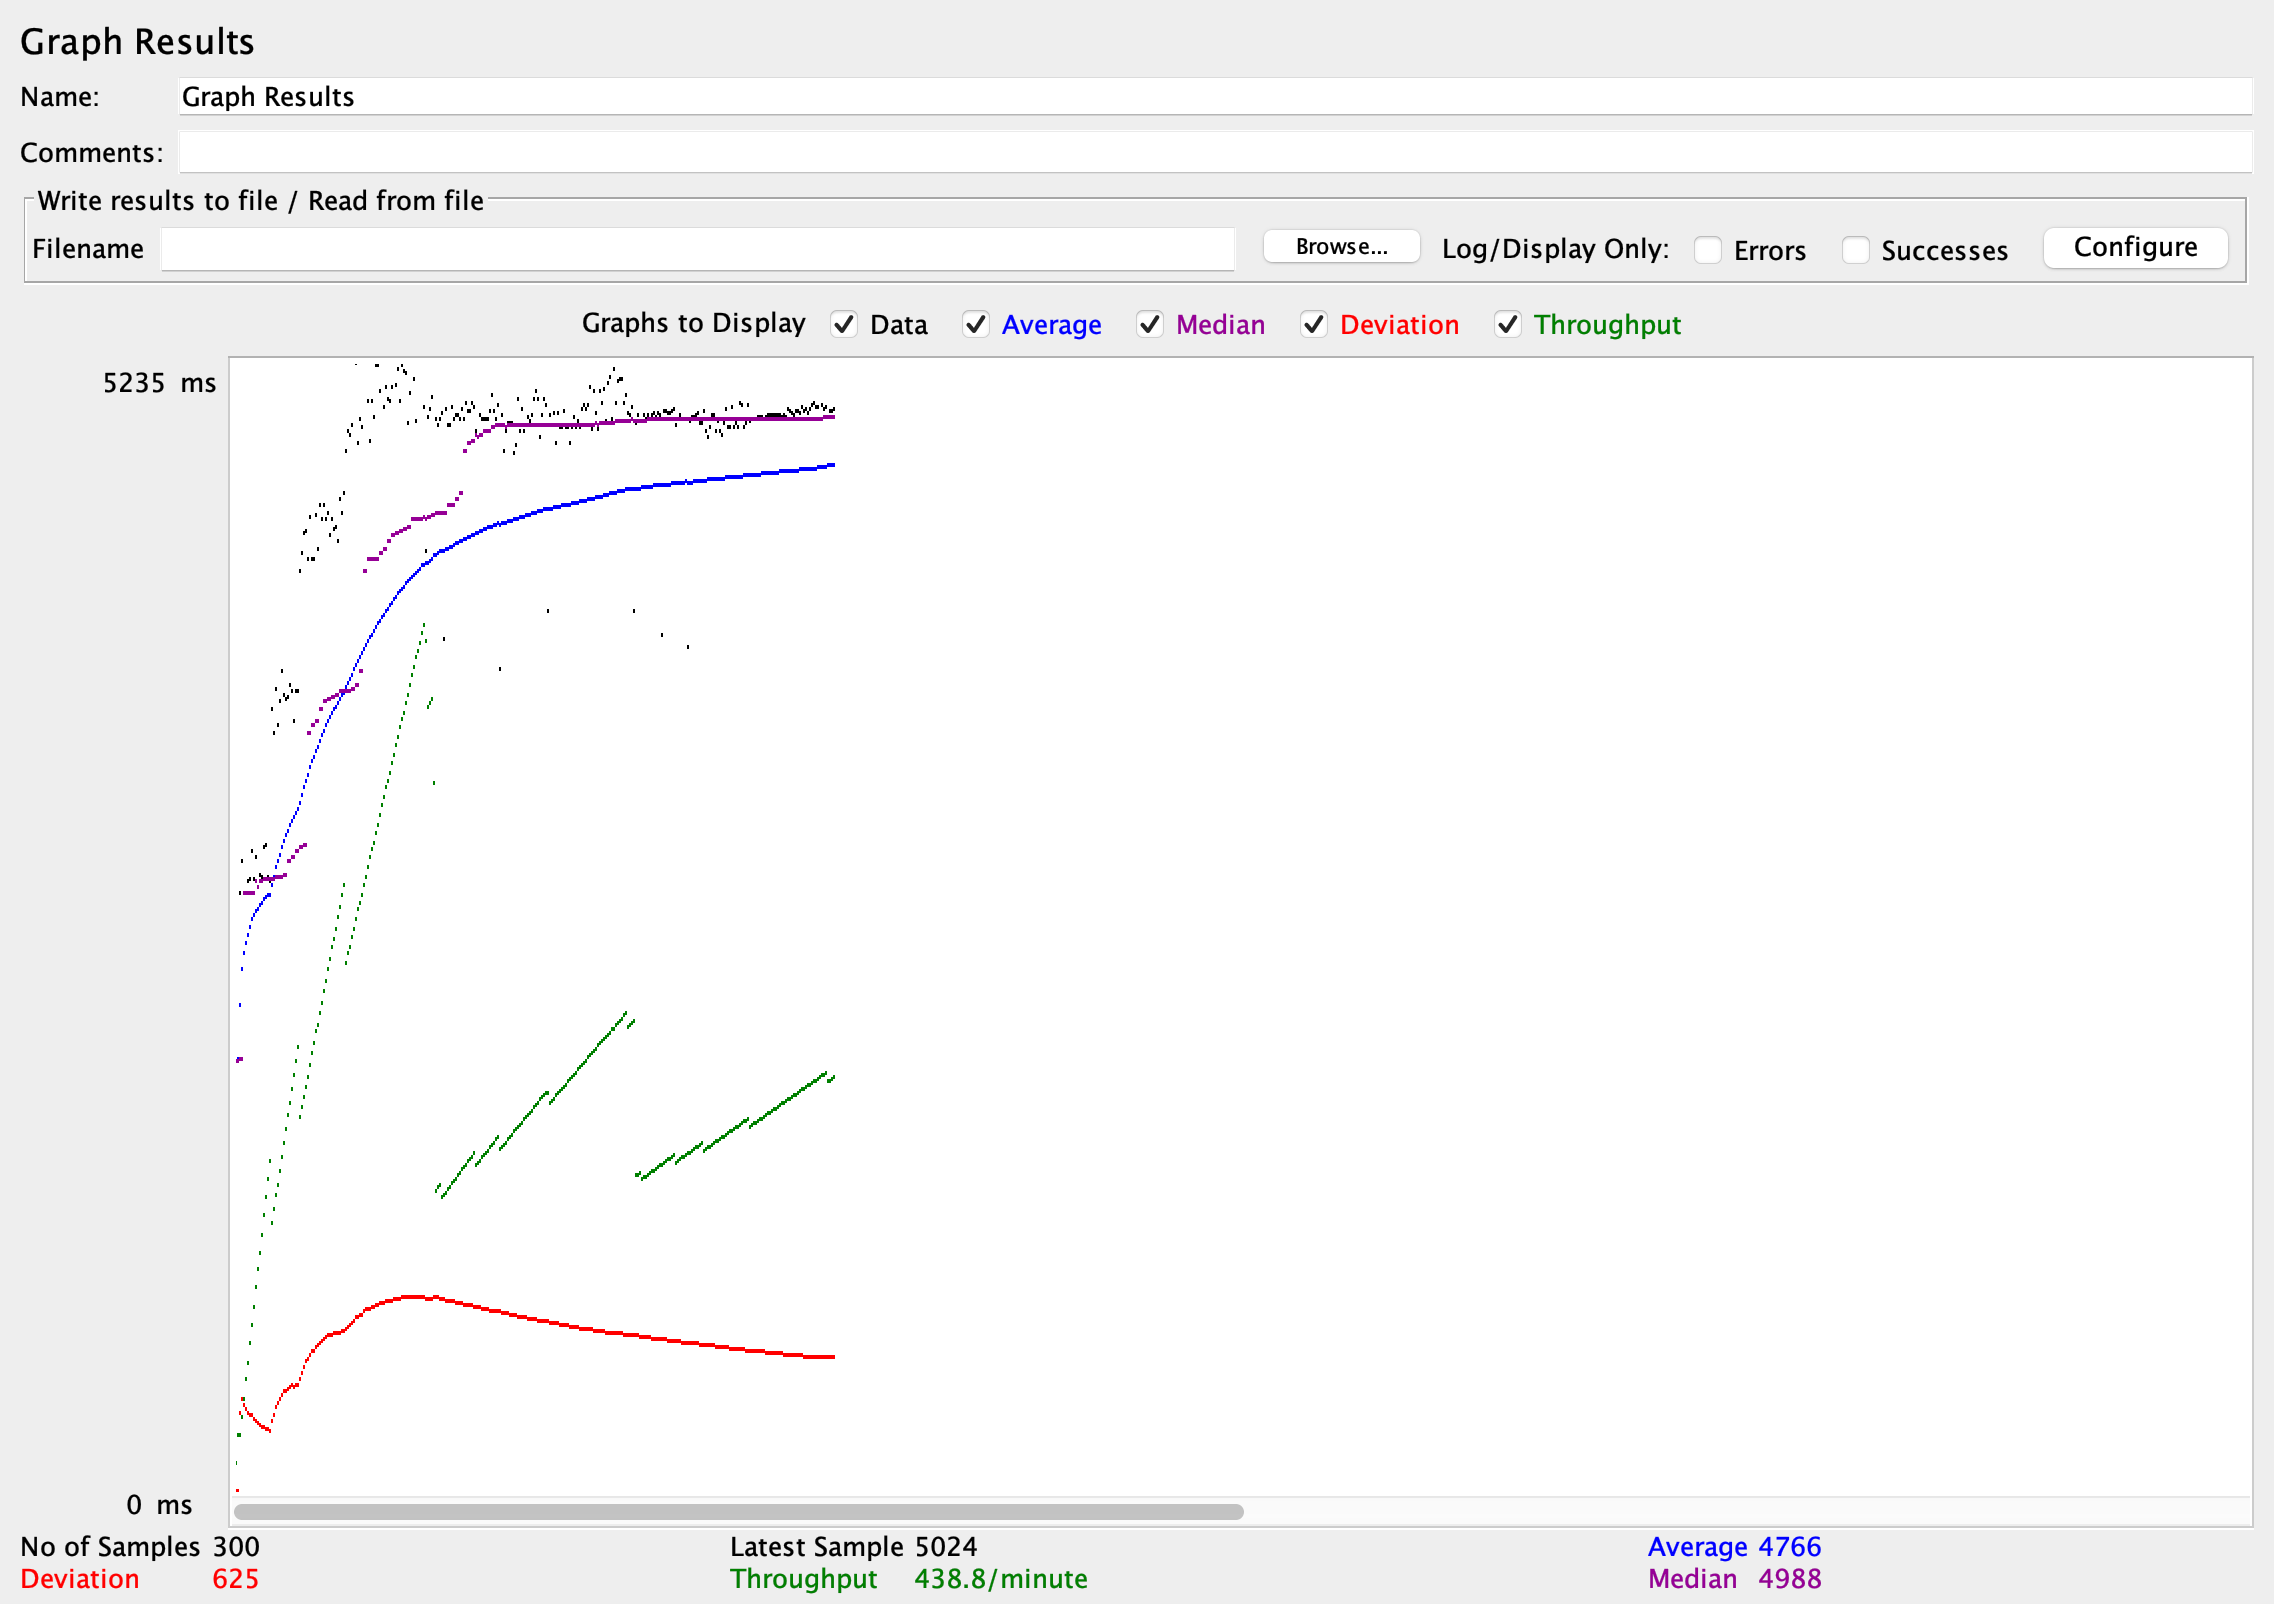 Graph Results
Name: Graph Results
Comments:
Write results to file / Read from file
Filename Browse... Log/Display Only: Errors Successes Configure
Graphs to Display Data Average Median Deviation Throughput
5235 ms
0 ms
No of Samples 300 Latest Sample 5024 Average 4766
Deviation 625 Throughput 438.8/minute Median 4988